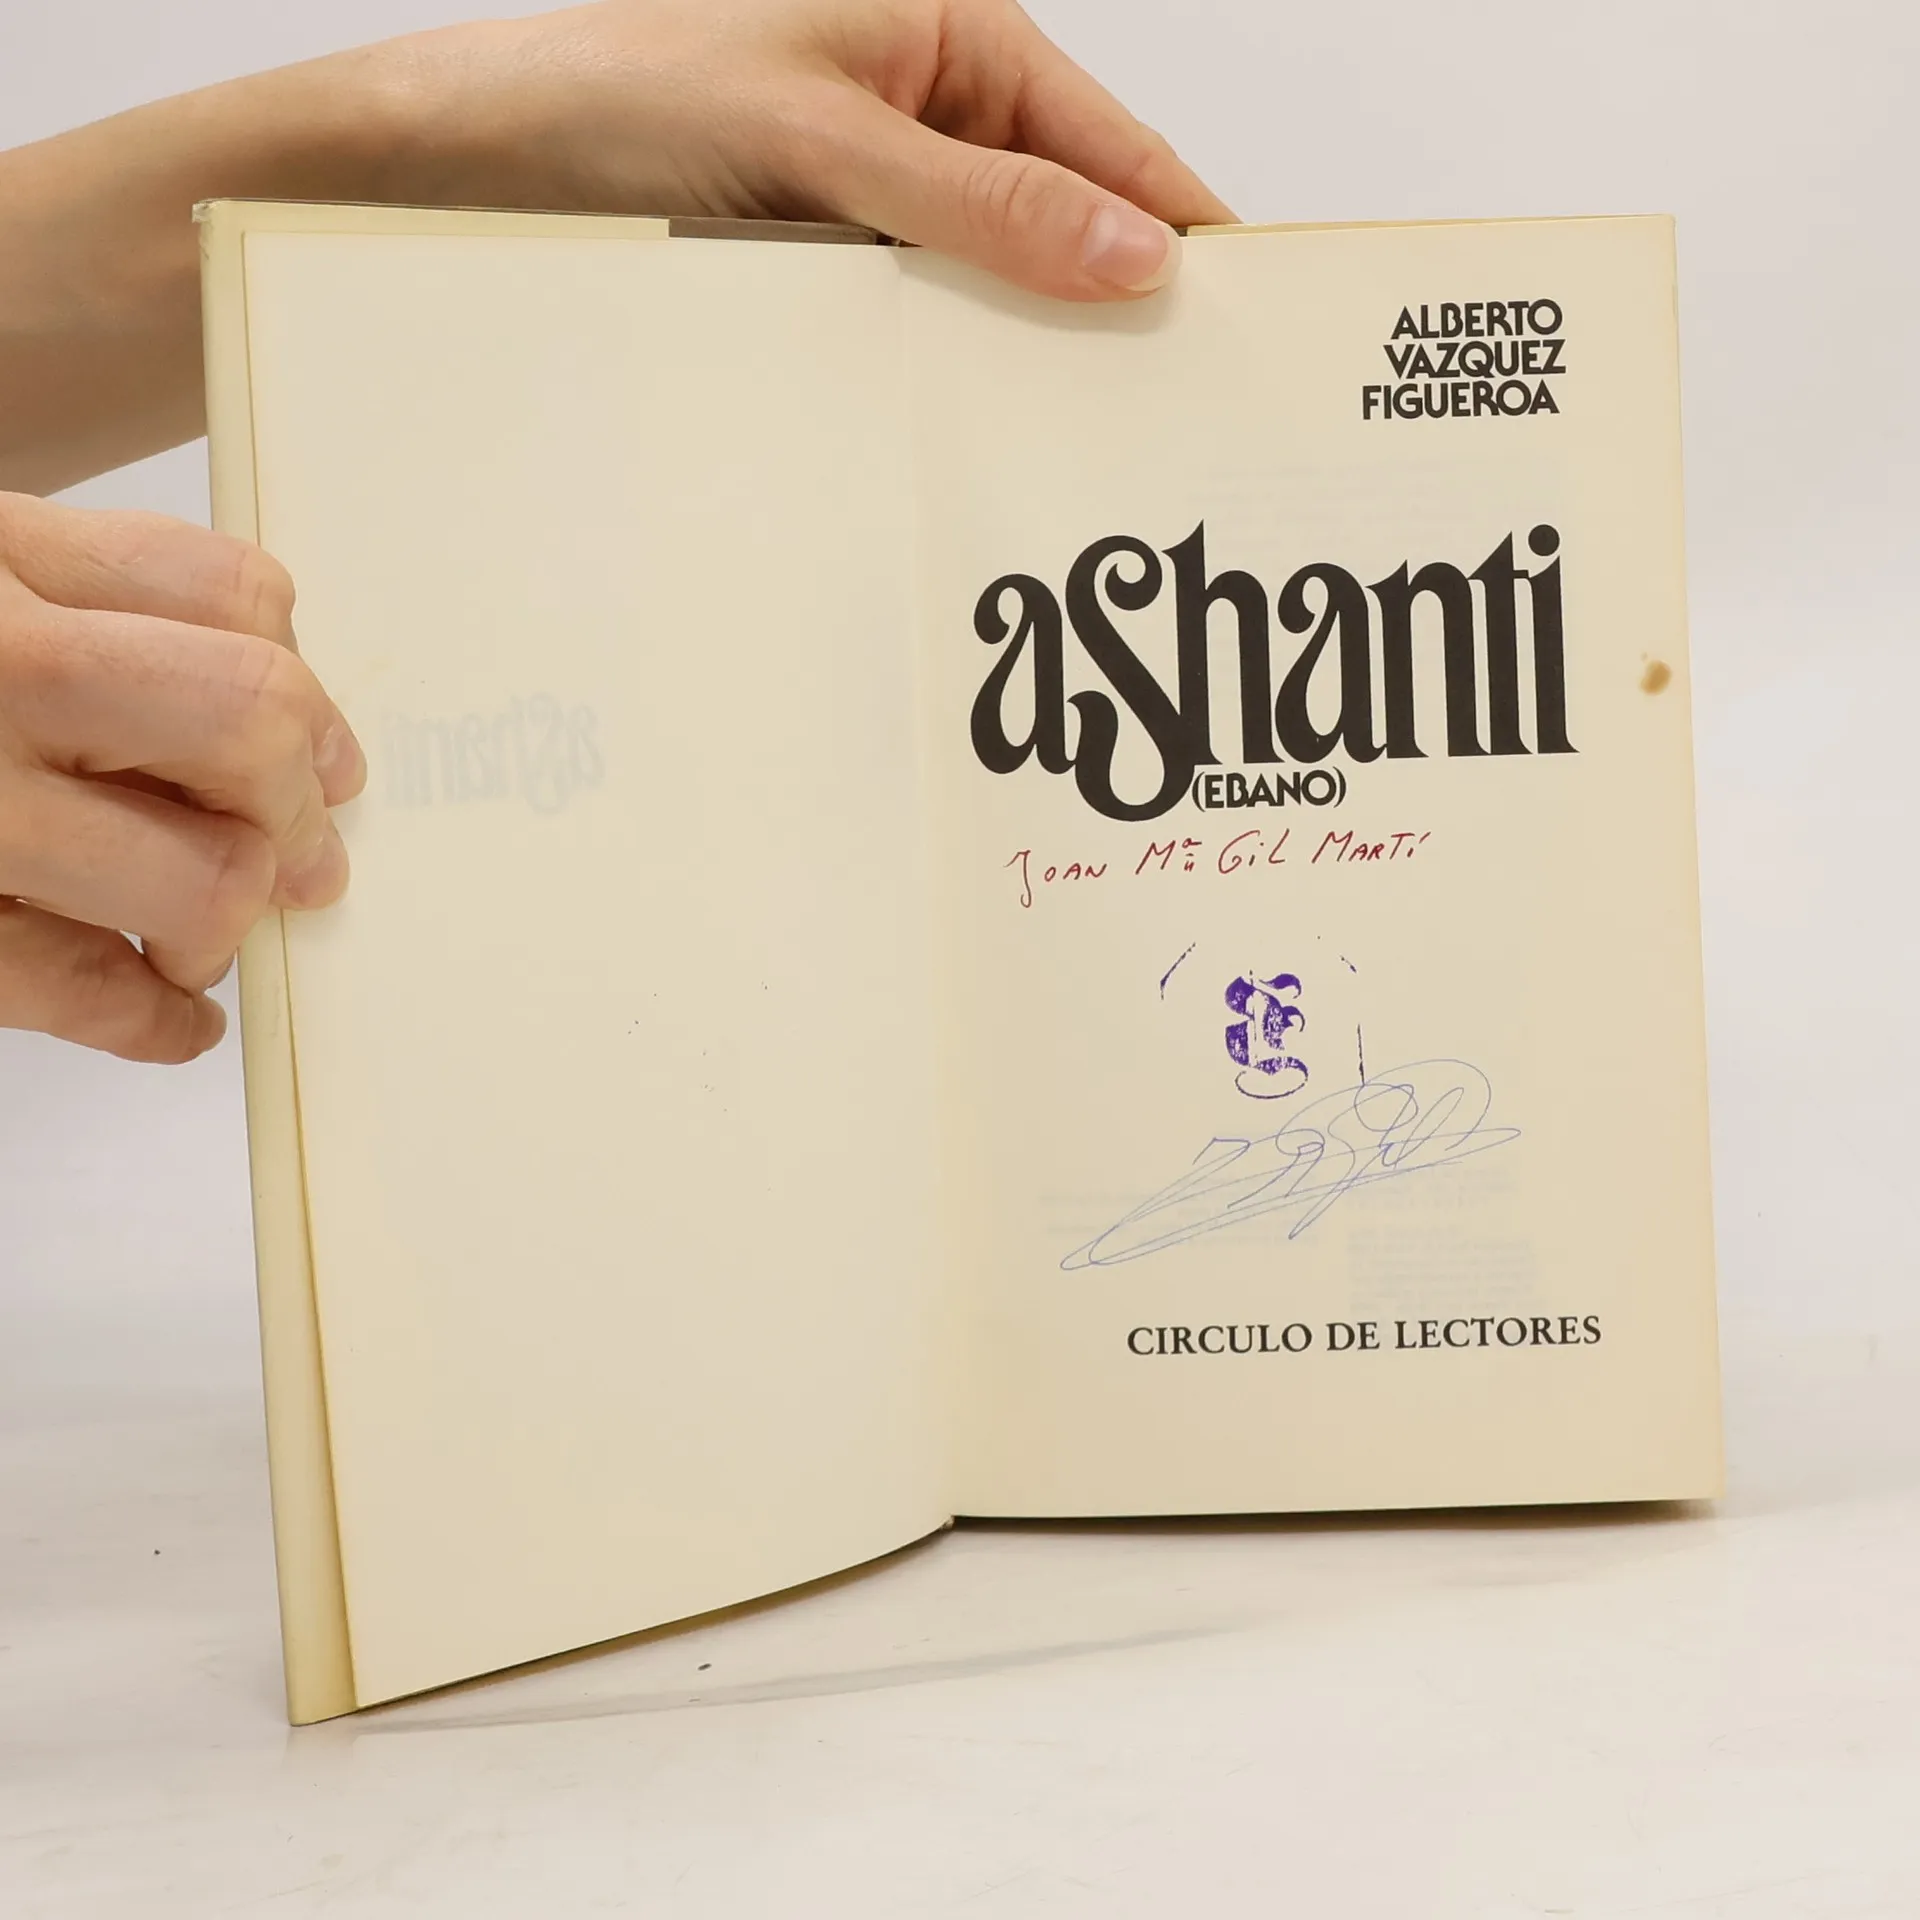 ALBERTO
VAZQUEZ
FIGUEROA
aShanti
(EBANO)
JOAN Mª GIL MARTÍ
E
CIRCULO DE LECTORES